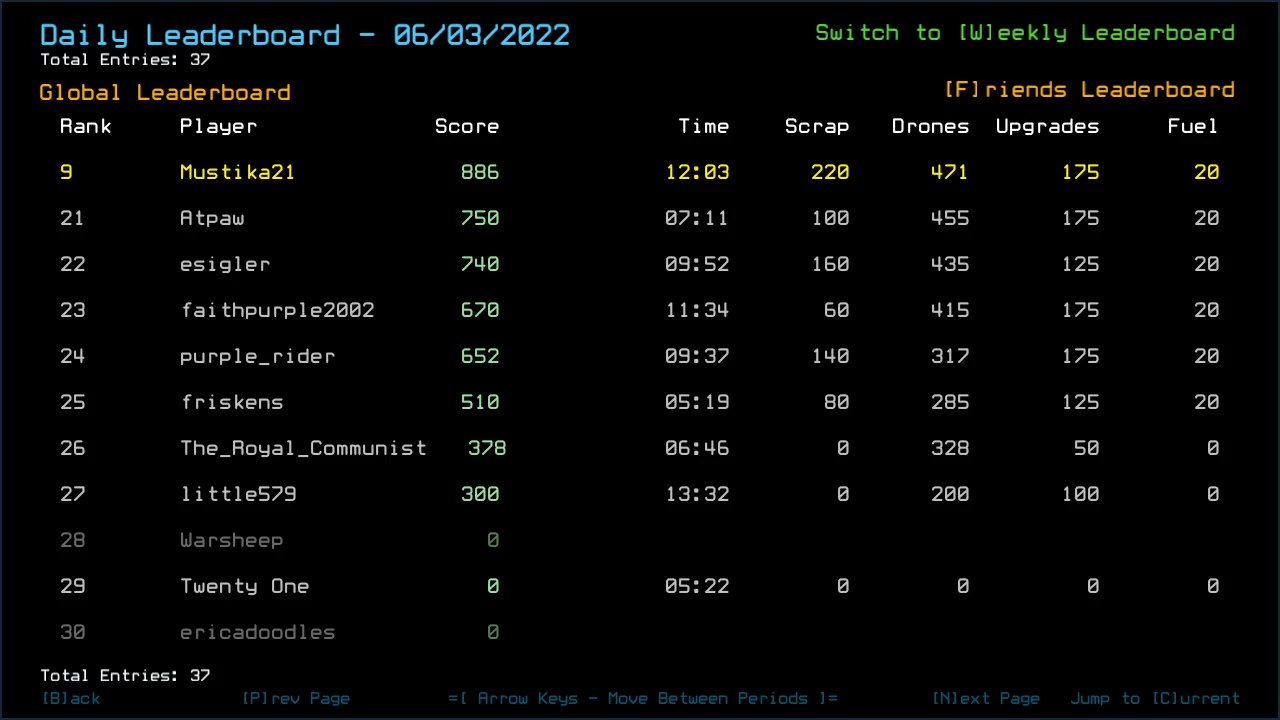 Daily Leaderboard - 06/03/2022 Switch to [W]eekly Leaderboard
Total Entries: 37
Global Leaderboard [F]riends Leaderboard
Rank Player Score Time Scrap Drones Upgrades Fuel
9 Mustika21 886 12:03 220 471 175 20
21 Atpaw 750 07:11 100 455 175 20
22 esigler 740 09:52 160 435 125 20
23 faithpurple2002 670 11:34 60 415 175 20
24 purple_rider 652 09:37 140 317 175 20
25 friskens 510 05:19 80 285 125 20
26 The_Royal_Communist 378 06:46 0 328 50 0
27 little579 300 13:32 0 200 100 0
28 Warsheep 0
29 Twenty One 0 05:22 0 0 0 0
30 ericadoodles 0
Total Entries: 37
[B]ack [P]rev Page =[ Arrow Keys - Move Between Periods ]= [N]ext Page Jump to [C]urrent